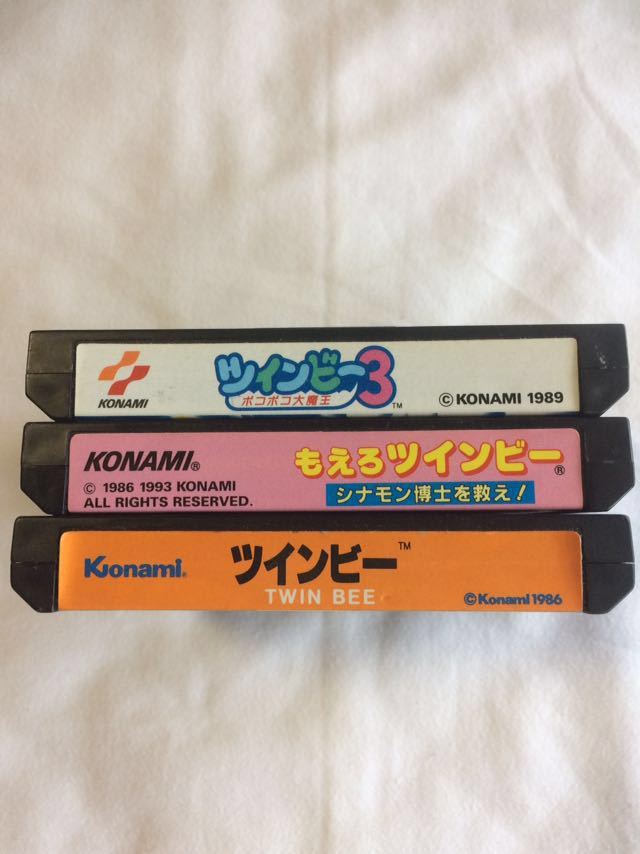 ツインビー3
ポコポコ大魔王
TM
KONAMI
© KONAMI 1989
KONAMI®
© 1986 1993 KONAMI
ALL RIGHTS RESERVED.
もえろツインビー®
シナモン博士を救え!
Konami®
ツインビー™
TWIN BEE
©Konami 1986